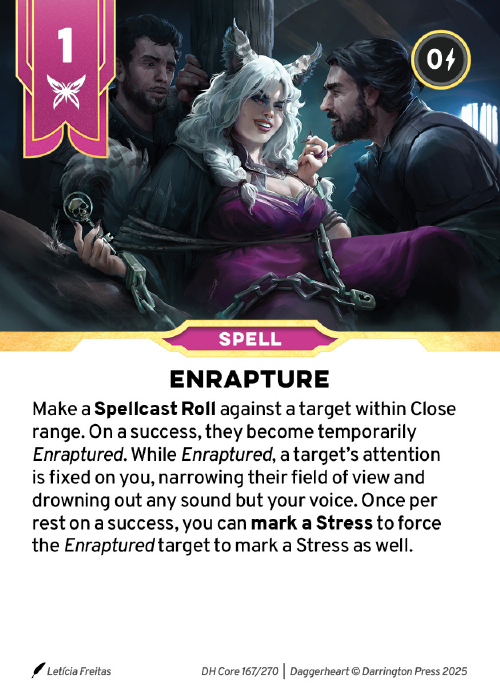 1
0
SPELL
ENRAPTURE
Make a Spellcast Roll against a target within Close
range. On a success, they become temporarily
Enraptured. While Enraptured, a target's attention
is fixed on you, narrowing their field of view and
drowning out any sound but your voice. Once per
rest on a success, you can mark a Stress to force
the Enraptured target to mark a Stress as well.
Letícia Freitas
DH Core 167/270 | Daggerheart © Darrington Press 2025